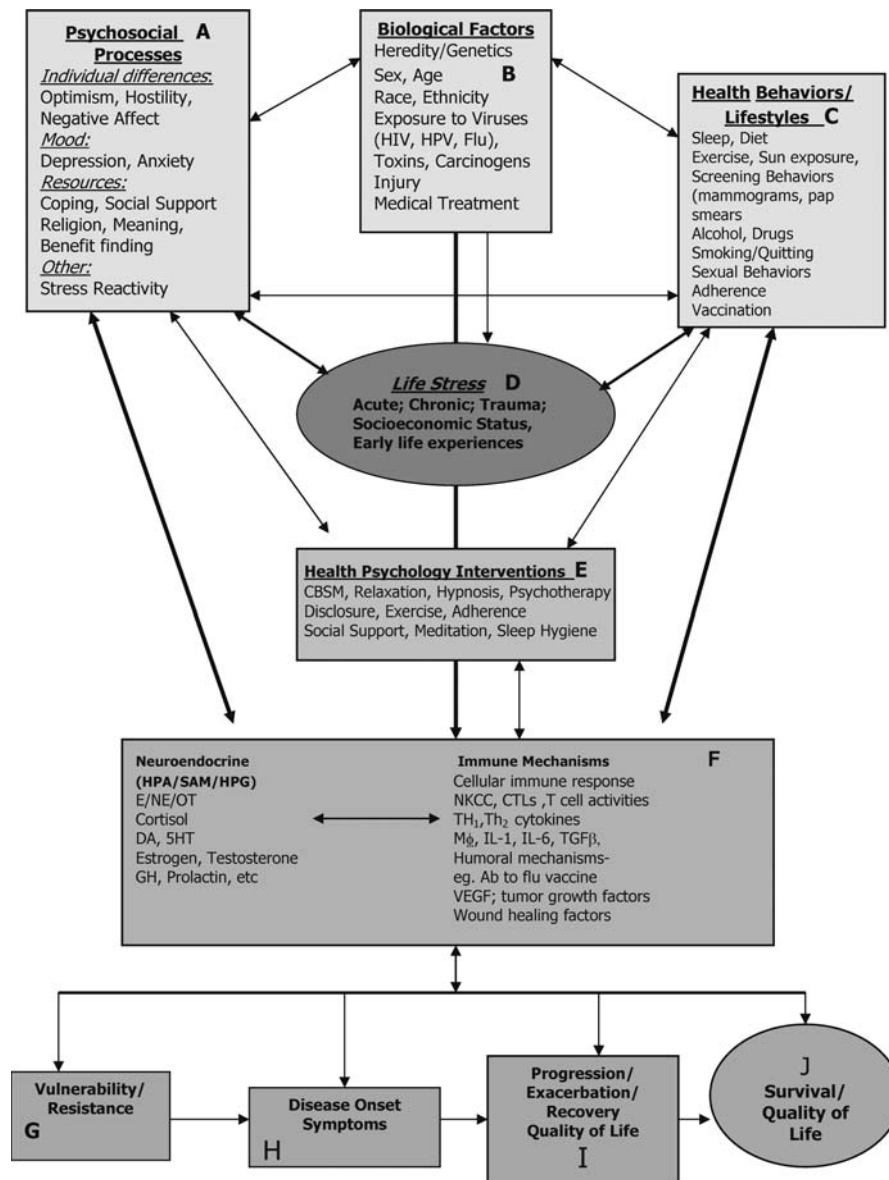 Psychosocial A
Processes
Individual differences:
Optimism, Hostility,
Negative Affect
Mood:
Depression, Anxiety
Resources:
Coping, Social Support
Religion, Meaning,
Benefit finding
Other:
Stress Reactivity
Biological Factors
Heredity/Genetics
Sex, Age B
Race, Ethnicity
Exposure to Viruses
(HIV, HPV, Flu),
Toxins, Carcinogens
Injury
Medical Treatment
Health Behaviors/
Lifestyles C
Sleep, Diet
Exercise, Sun exposure,
Screening Behaviors
(mammograms, pap
smears
Alcohol, Drugs
Smoking/Quitting
Sexual Behaviors
Adherence
Vaccination
Life Stress D
Acute; Chronic; Trauma;
Socioeconomic Status,
Early life experiences
Health Psychology Interventions E
CBSM, Relaxation, Hypnosis, Psychotherapy
Disclosure, Exercise, Adherence
Social Support, Meditation, Sleep Hygiene
F
Neuroendocrine
(HPA/SAM/HPG)
E/NE/OT
Cortisol
DA, 5HT
Estrogen, Testosterone
GH, Prolactin, etc
Immune Mechanisms
Cellular immune response
NKCC, CTLs ,T cell activities
TH₁,Th₂ cytokines
Mϕ, IL-1, IL-6, TGFβ,
Humoral mechanisms-
eg. Ab to flu vaccine
VEGF; tumor growth factors
Wound healing factors
Vulnerability/
Resistance
G
Disease Onset
Symptoms
H
Progression/
Exacerbation/
Recovery
Quality of Life
I
J
Survival/
Quality of
Life